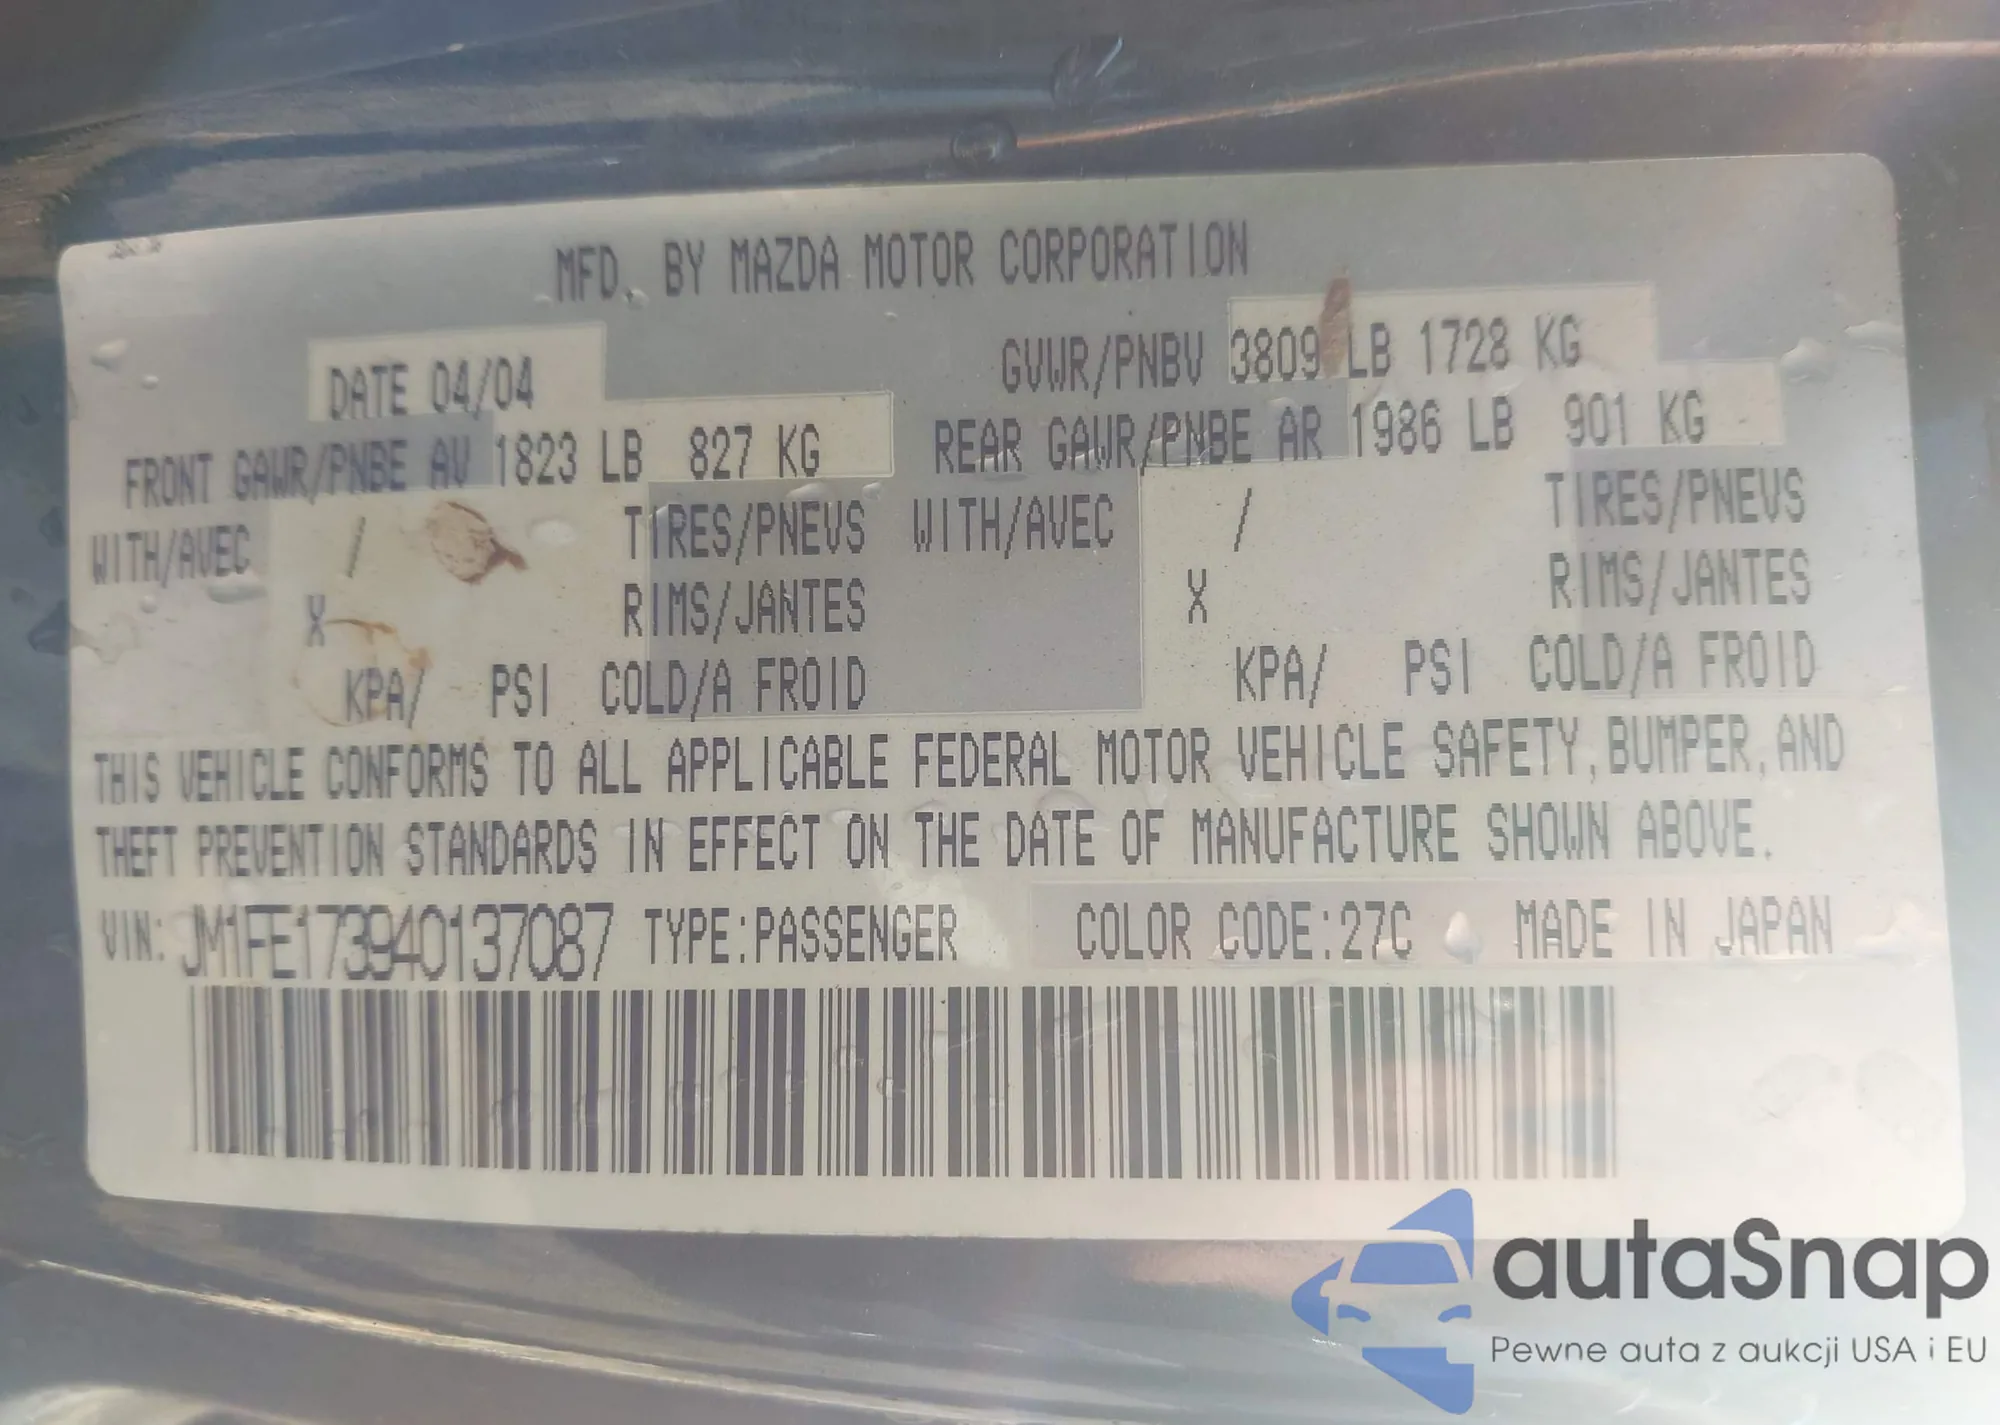 MFD. BY MAZDA MOTOR CORPORATION
DATE 04/04 GVWR/PNBV 3809 LB 1728 KG
FRONT GAWR/PNBE AV 1823 LB 827 KG REAR GAWR/PNBE AR 1986 LB 901 KG
WITH/AVEC / TIRES/PNEUS WITH/AVEC / TIRES/PNEUS
X RIMS/JANTES X RIMS/JANTES
KPA/ PSI COLD/A FROID KPA/ PSI COLD/A FROID
THIS VEHICLE CONFORMS TO ALL APPLICABLE FEDERAL MOTOR VEHICLE SAFETY, BUMPER, AND
THEFT PREVENTION STANDARDS IN EFFECT ON THE DATE OF MANUFACTURE SHOWN ABOVE.
VIN: JM1FE173940137087 TYPE:PASSENGER COLOR CODE:27C MADE IN JAPAN
autaSnap
Pewne auta z aukcji USA i EU